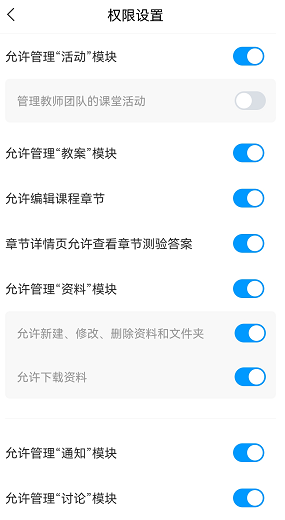 权限设置
允许管理“活动”模块
管理教师团队的课堂活动
允许管理“教案”模块
允许编辑课程章节
章节详情页允许查看章节测验答案
允许管理“资料”模块
允许新建、修改、删除资料和文件夹
允许下载资料
允许管理“通知”模块
允许管理“讨论”模块